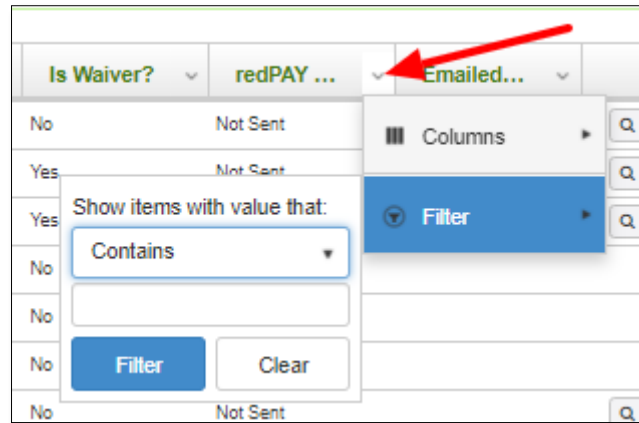 Is Waiver? redPAY ... Emailed...
No Not Sent
Columns
Yes Not Sent
Show items with value that:
Yes
Filter
Contains
No
No
No
Filter Clear
No Not Sent